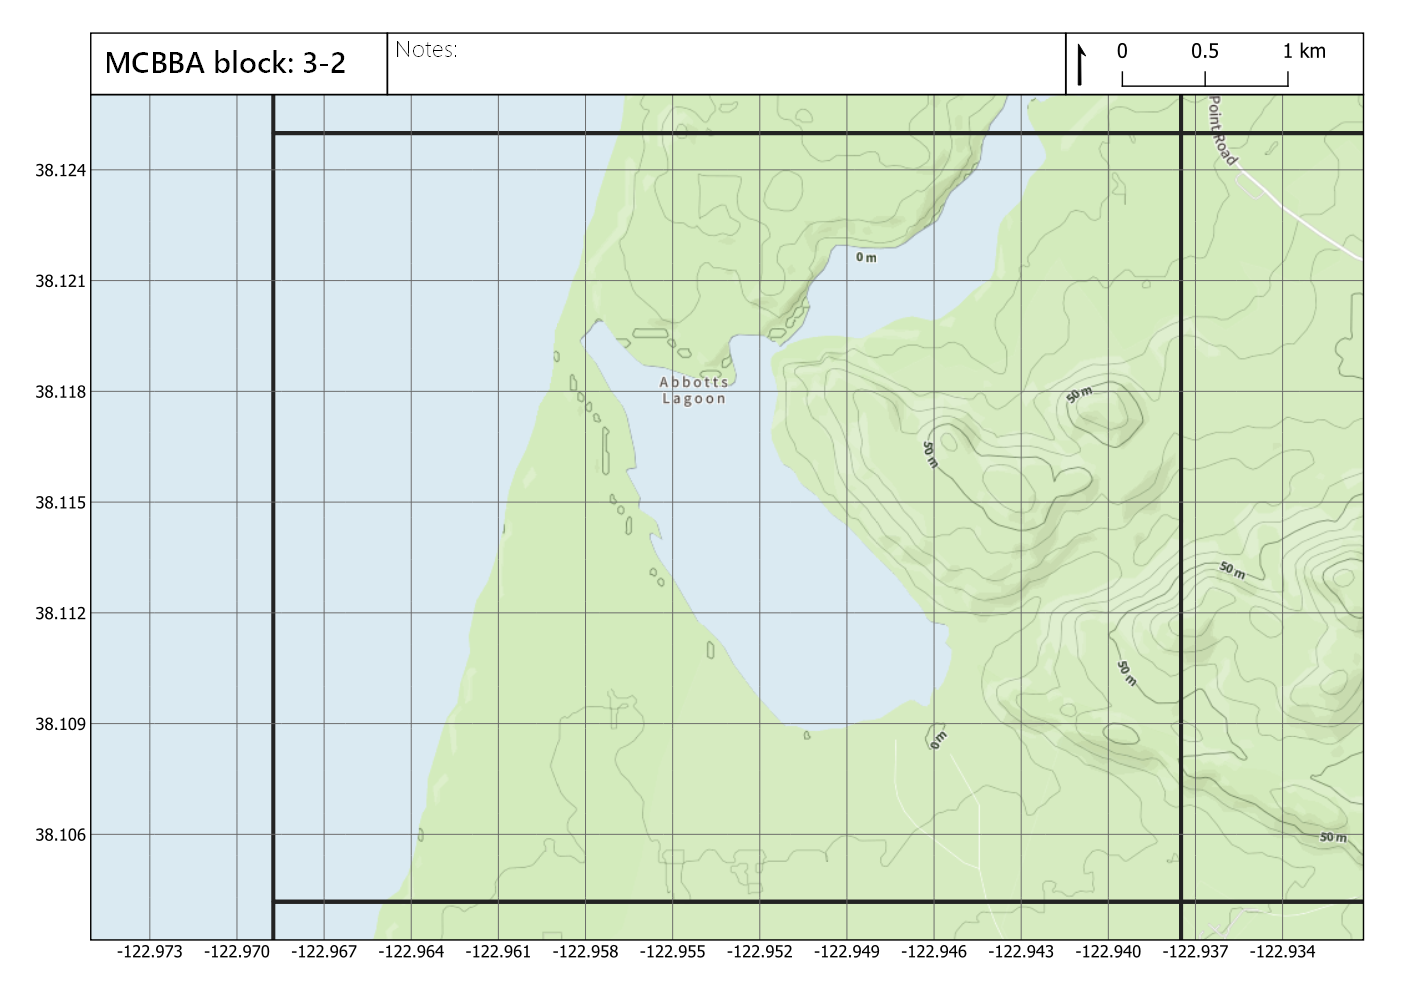 MCBBA block: 3-2
Notes:
0 0.5 1 km
Point Road
38.124
0 m
38.121
38.118
Abbotts
Lagoon
50 m
50 m
38.115
50 m
38.112
50 m
38.109
0 m
38.106
50 m
-122.973 -122.970 -122.967 -122.964 -122.961 -122.958 -122.955 -122.952 -122.949 -122.946 -122.943 -122.940 -122.937 -122.934